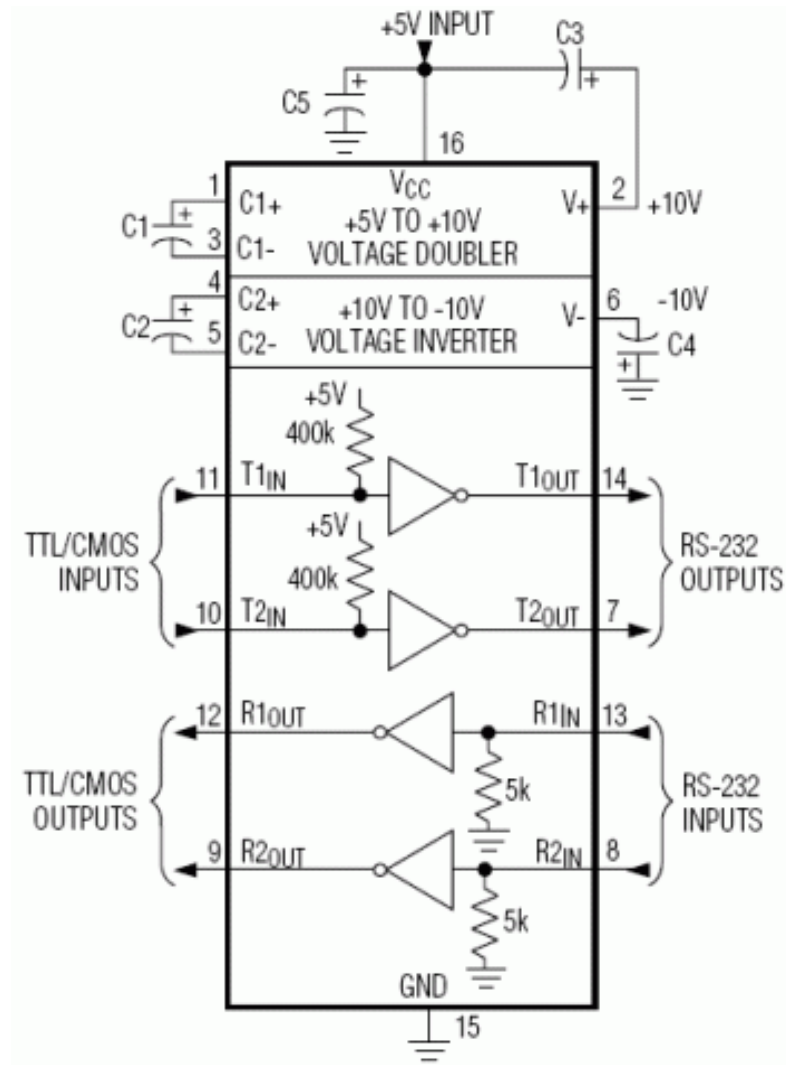 +5V INPUT
C3
+
C5
+
16
1
VCC
2
+10V
C1
+
C1+
V+
+5V TO +10V
3
C1-
VOLTAGE DOUBLER
4
C2+
+10V TO -10V
6
-10V
C2
+
V-
5
C2-
VOLTAGE INVERTER
C4
+
+5V
400k
11
T1IN
T1OUT
14
+5V
TTL/CMOS
INPUTS
RS-232
OUTPUTS
400k
10
T2IN
T2OUT
7
12
R1OUT
R1IN
13
TTL/CMOS
OUTPUTS
5k
RS-232
INPUTS
9
R2OUT
R2IN
8
5k
GND
15